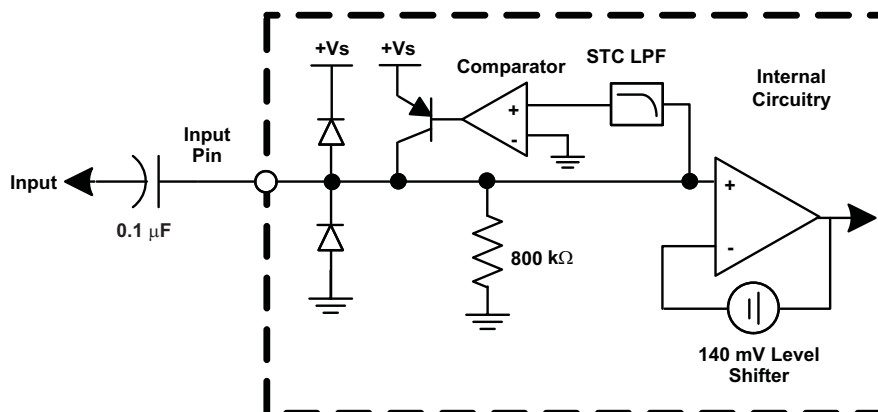 +Vs
+Vs
Comparator
STC LPF
Internal
Circuitry
+
-
Input
Pin
Input
0.1 μF
+
-
800 kΩ
140 mV Level
Shifter